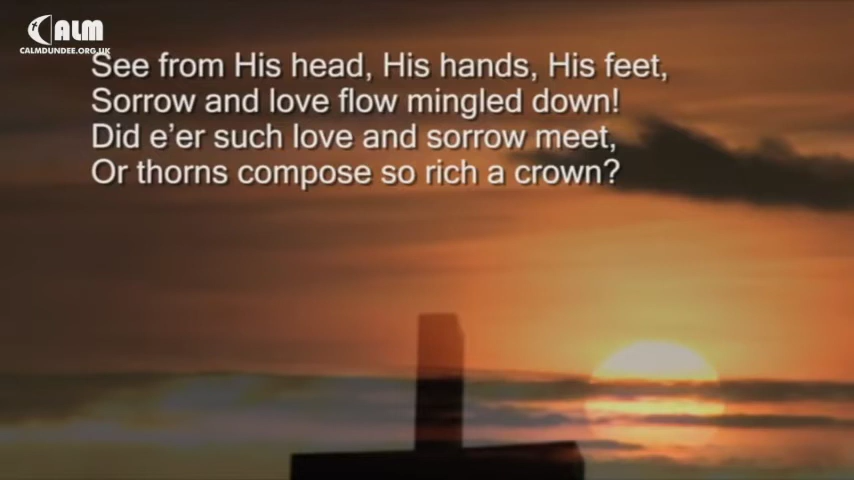 CALM
CALMDUNDEE.ORG.UK
See from His head, His hands, His feet,
Sorrow and love flow mingled down!
Did e'er such love and sorrow meet,
Or thorns compose so rich a crown?